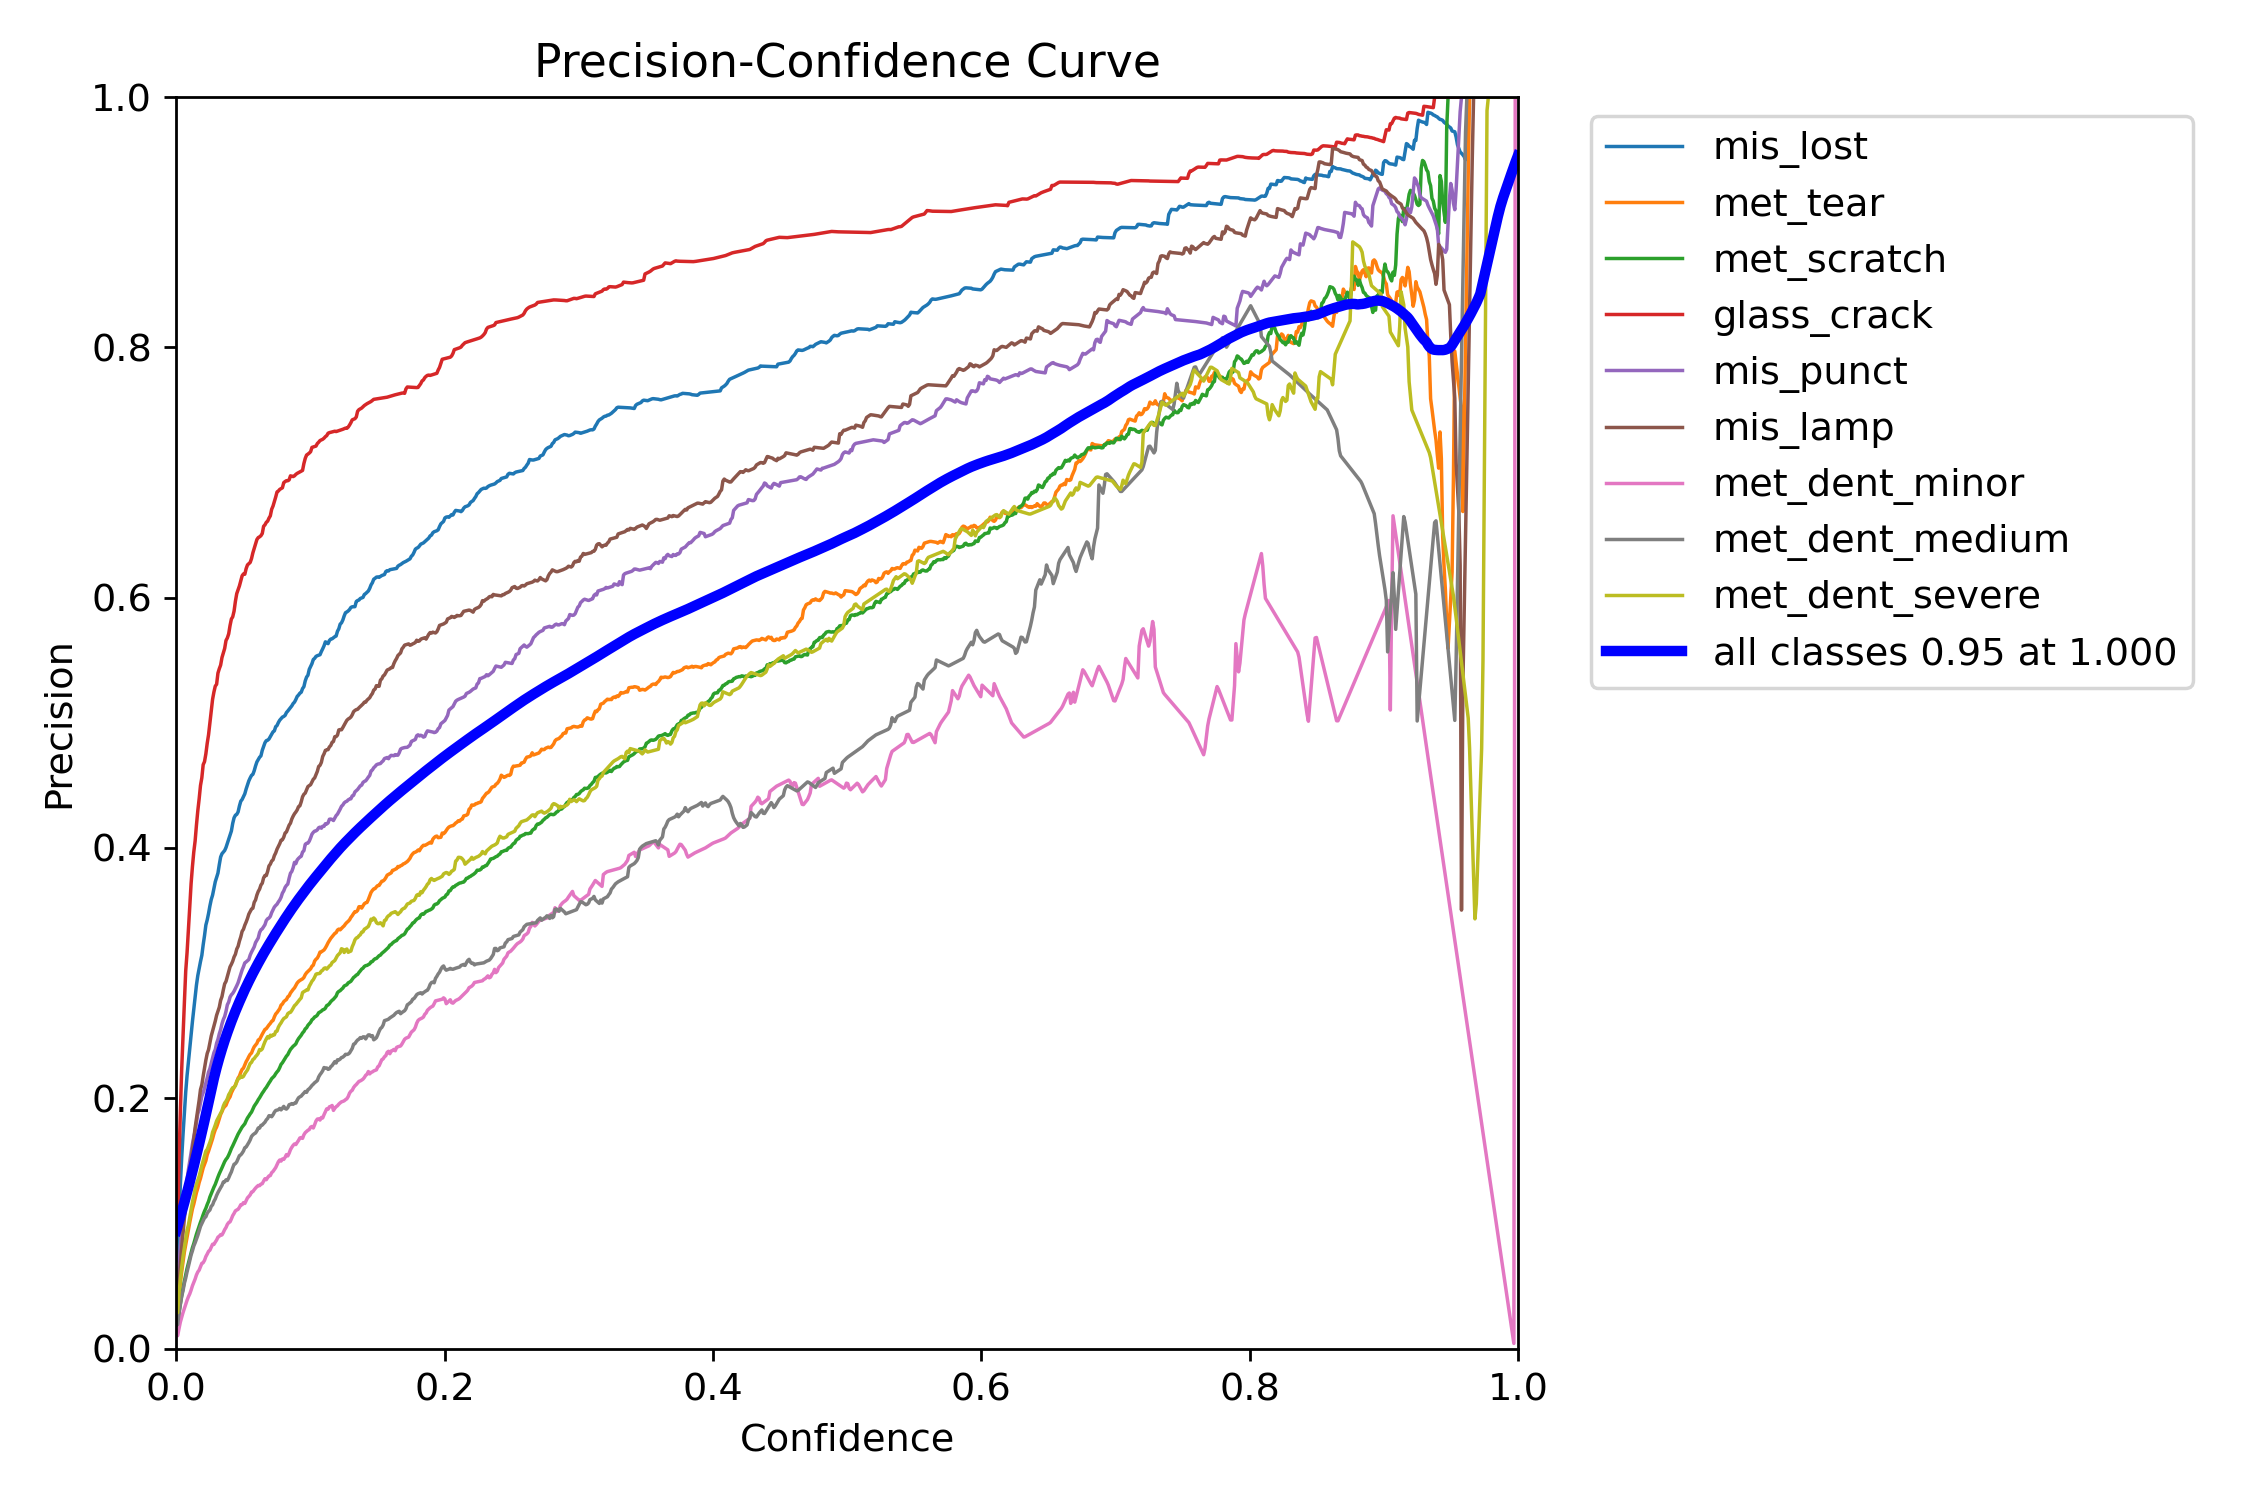 Precision-Confidence Curve
1.0
0.8
0.6
0.4
0.2
0.0
Precision
0.0 0.2 0.4 0.6 0.8 1.0
Confidence
mis_lost
met_tear
met_scratch
glass_crack
mis_punct
mis_lamp
met_dent_minor
met_dent_medium
met_dent_severe
all classes 0.95 at 1.000